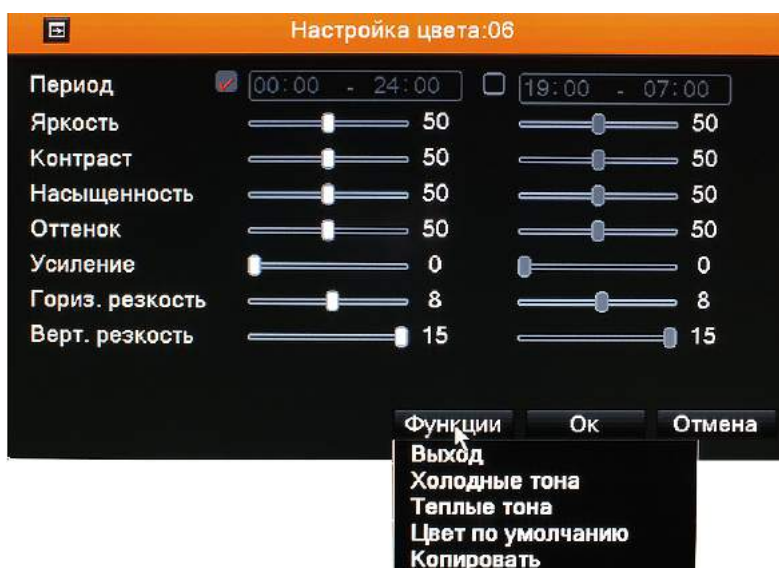 Настройка цвета:06
Период 00:00 - 24:00 19:00 - 07:00
Яркость 50 50
Контраст 50 50
Насыщенность 50 50
Оттенок 50 50
Усиление 0 0
Гориз. резкость 8 8
Верт. резкость 15 15
Функции Ок Отмена
Выход
Холодные тона
Теплые тона
Цвет по умолчанию
Копировать